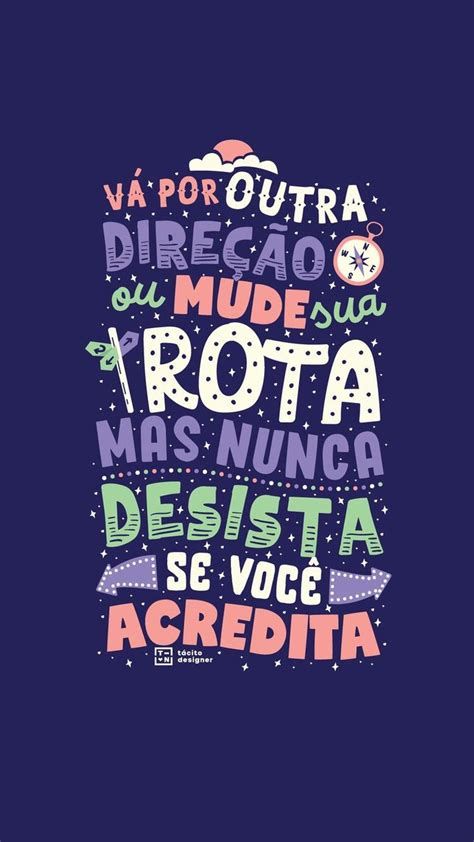 VÁ POR OUTRA
DIREÇÃO
N
W E
S
ou MUDE sua
ROTA
MAS NUNCA
DESISTA
SE VOCÊ
ACREDITA
T N
tácito
designer